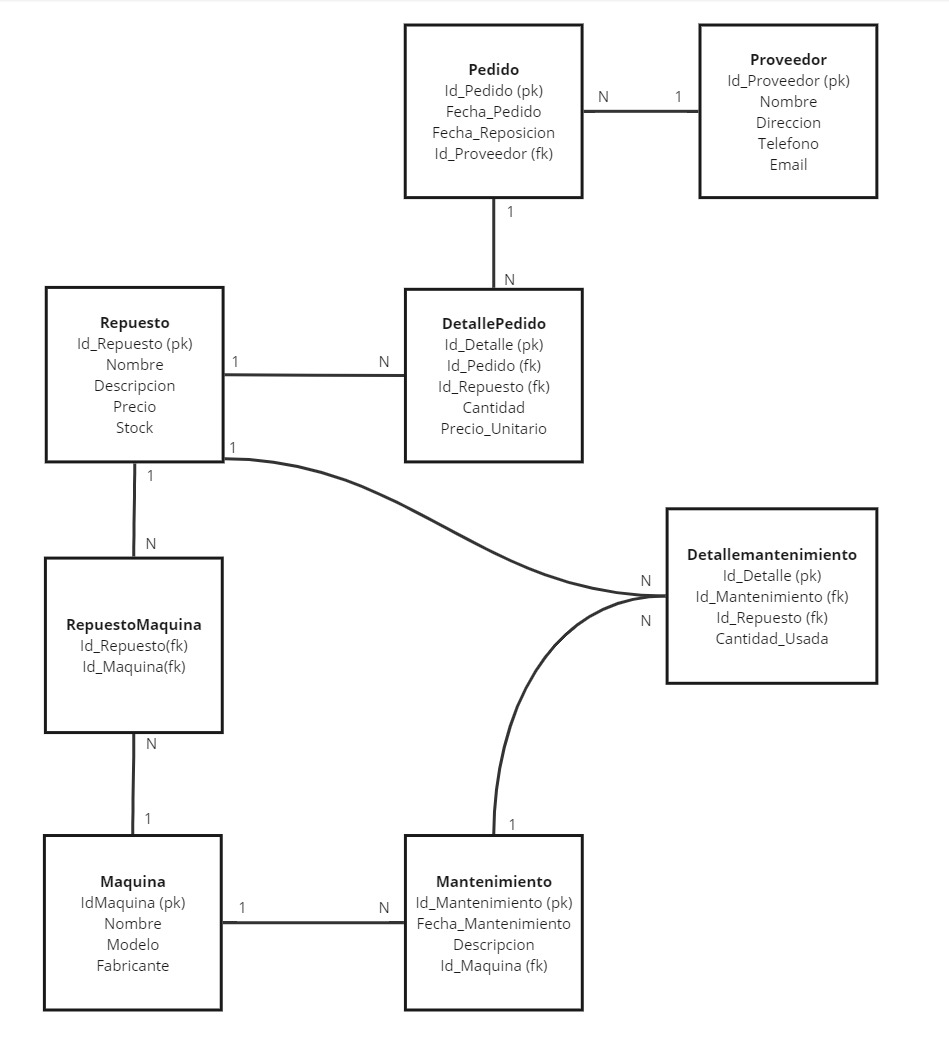 Pedido
Id_Pedido (pk)
Fecha_Pedido
Fecha_Reposicion
Id_Proveedor (fk)
N 1
Proveedor
Id_Proveedor (pk)
Nombre
Direccion
Telefono
Email
1
N
Repuesto
Id_Repuesto (pk)
Nombre
Descripcion
Precio
Stock
1 N
DetallePedido
Id_Detalle (pk)
Id_Pedido (fk)
Id_Repuesto (fk)
Cantidad
Precio_Unitario
1
1
N
N
N
Detallemantenimiento
Id_Detalle (pk)
Id_Mantenimiento (fk)
Id_Repuesto (fk)
Cantidad_Usada
RepuestoMaquina
Id_Repuesto(fk)
Id_Maquina(fk)
N
1
1
Maquina
IdMaquina (pk)
Nombre
Modelo
Fabricante
1 N
Mantenimiento
Id_Mantenimiento (pk)
Fecha_Mantenimiento
Descripcion
Id_Maquina (fk)